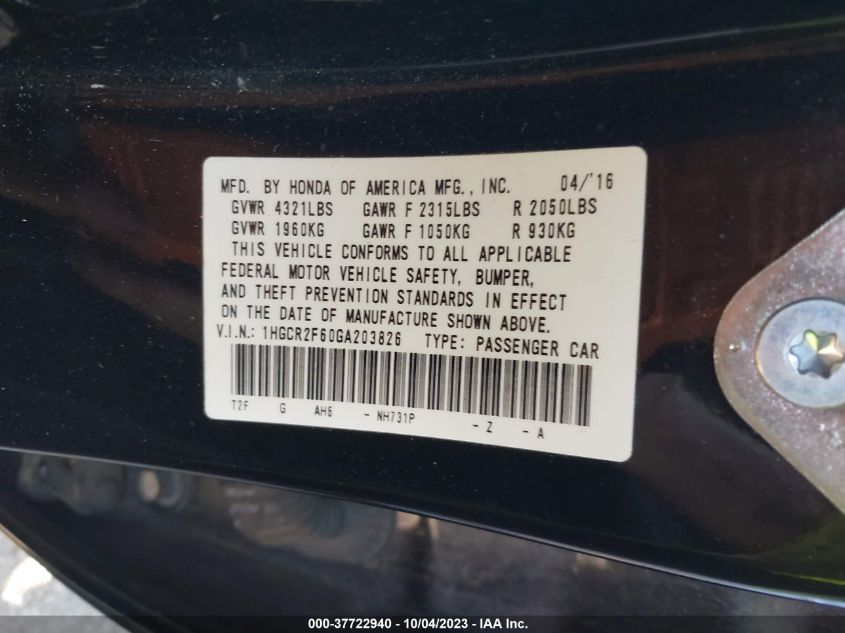 MFD. BY HONDA OF AMERICA MFG., INC. 04/'16
GVWR 4321LBS GAWR F 2315LBS R 2050LBS
GVWR 1960KG GAWR F 1050KG R 930KG
THIS VEHICLE CONFORMS TO ALL APPLICABLE
FEDERAL MOTOR VEHICLE SAFETY, BUMPER,
AND THEFT PREVENTION STANDARDS IN EFFECT
ON THE DATE OF MANUFACTURE SHOWN ABOVE.
V.I.N.: 1HGCR2F60GA203826 TYPE: PASSENGER CAR
T2F G AH6 - NH731P - Z - A
000-37722940 - 10/04/2023 - IAA Inc.